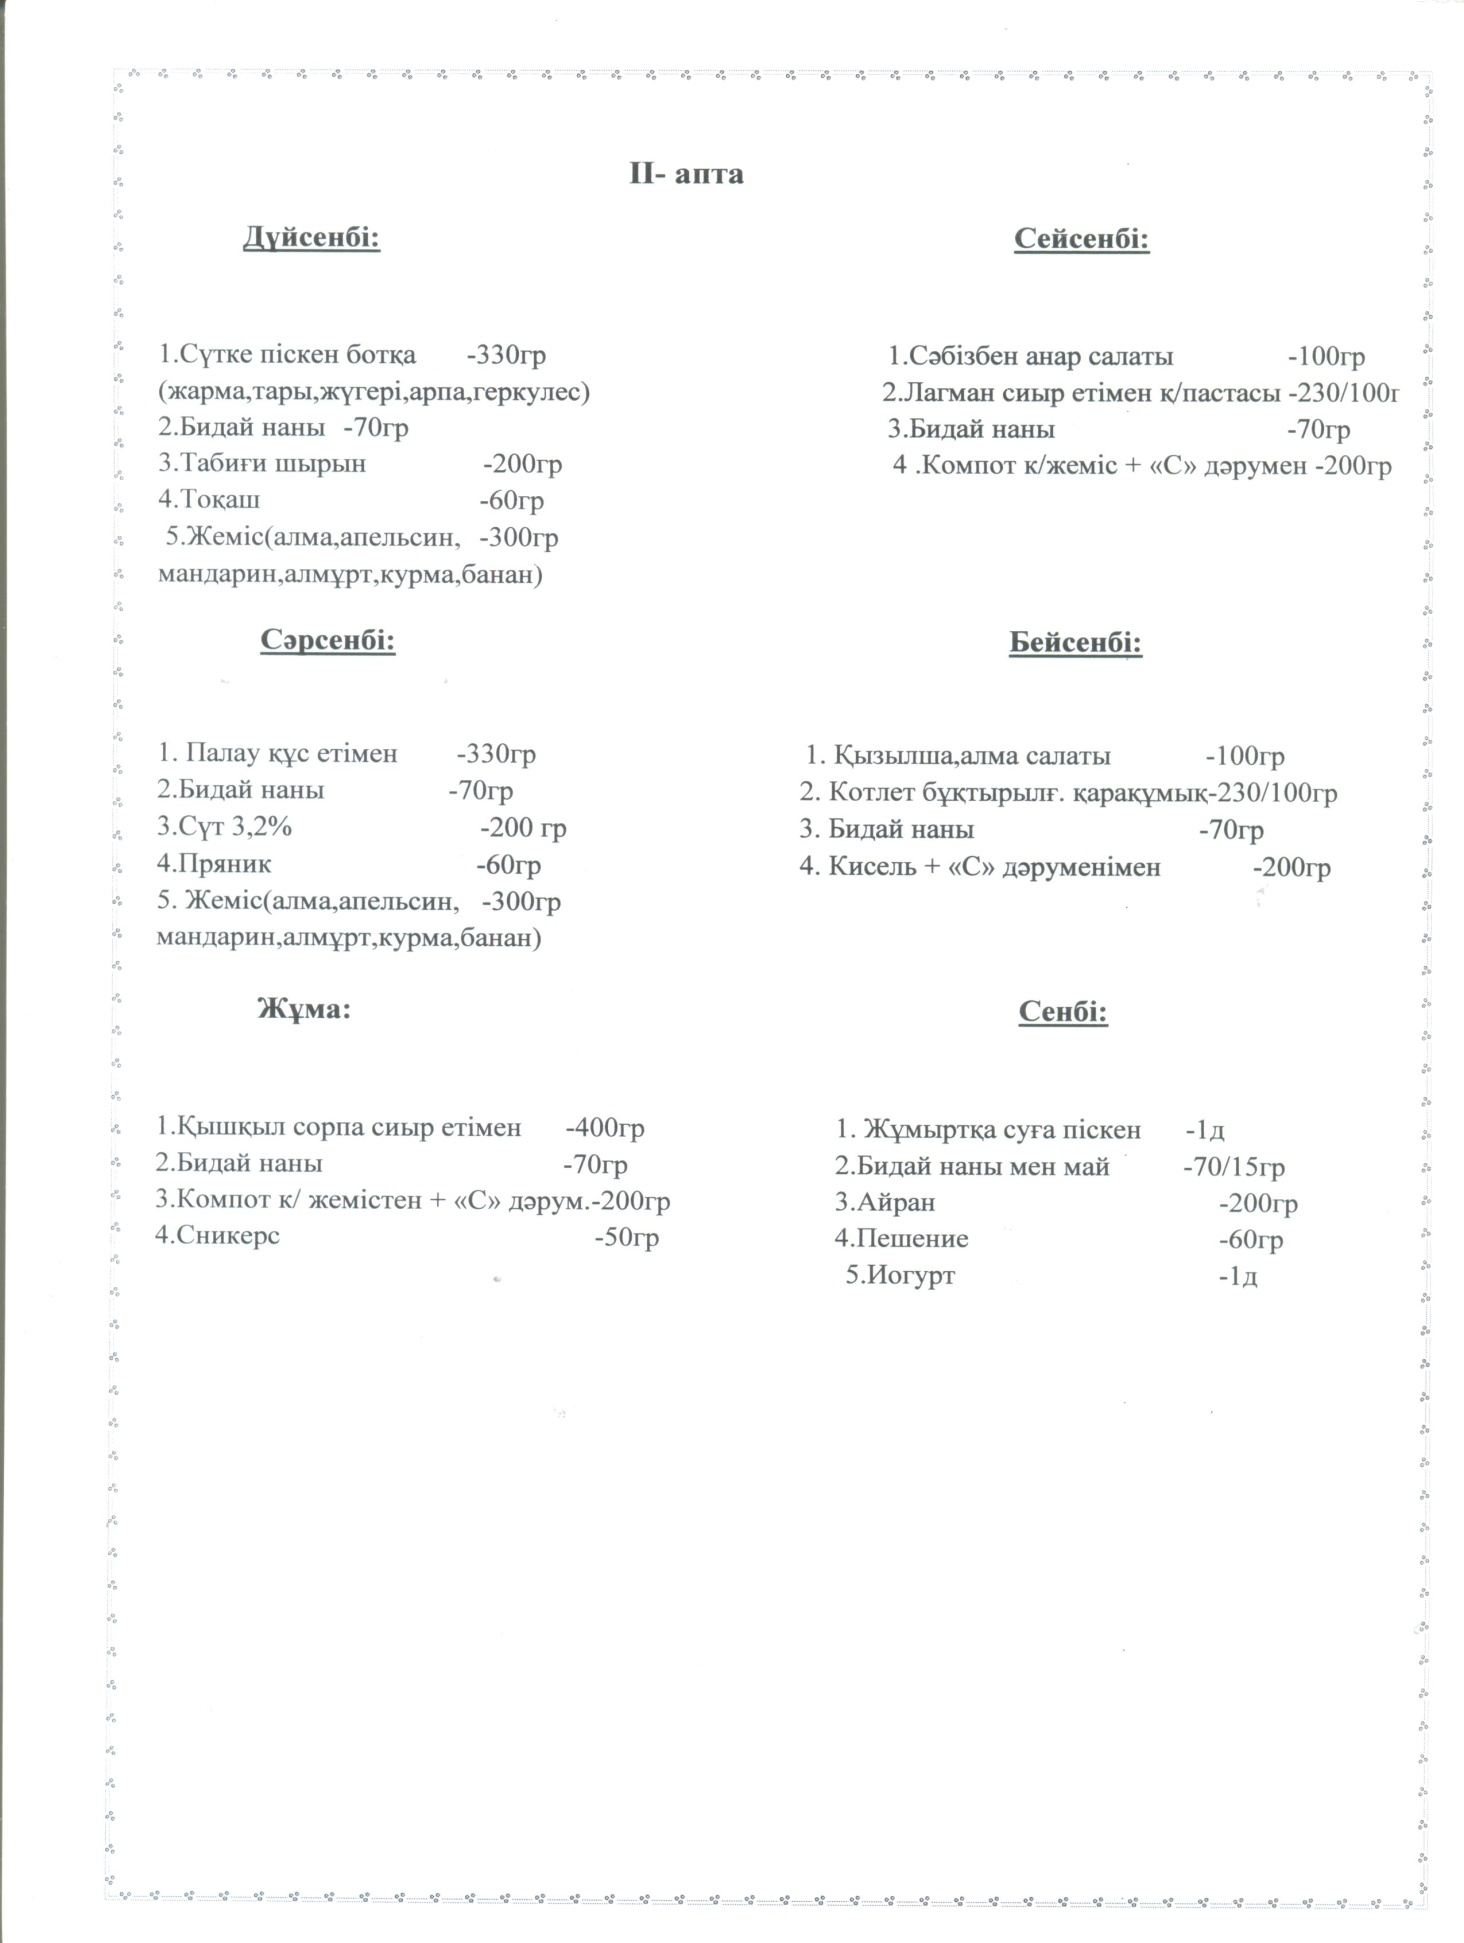 II- апта
Дүйсенбі:
1.Сүтке піскен ботқа -330гр
(жарма,тары,жүгері,арпа,геркулес)
2.Бидай наны -70гр
3.Табиғи шырын -200гр
4.Тоқаш -60гр
5.Жеміс(алма,апельсин, -300гр
мандарин,алмұрт,курма,банан)
Сейсенбі:
1.Сәбізбен анар салаты -100гр
2.Лагман сиыр етімен қ/пастасы -230/100г
3.Бидай наны -70гр
4 .Компот к/жеміс + «С» дәрумен -200гр
Сәрсенбі:
1. Палау құс етімен -330гр
2.Бидай наны -70гр
3.Сүт 3,2% -200 гр
4.Пряник -60гр
5. Жеміс(алма,апельсин, -300гр
мандарин,алмұрт,курма,банан)
Бейсенбі:
1. Қызылша,алма салаты -100гр
2. Котлет бұқтырылғ. қарақұмық-230/100гр
3. Бидай наны -70гр
4. Кисель + «С» дәруменімен -200гр
Жұма:
1.Қышқыл сорпа сиыр етімен -400гр
2.Бидай наны -70гр
3.Компот к/ жемістен + «С» дәрум.-200гр
4.Сникерс -50гр
Сенбі:
1. Жұмыртқа суға піскен -1д
2.Бидай наны мен май -70/15гр
3.Айран -200гр
4.Пешение -60гр
5.Иогурт -1д